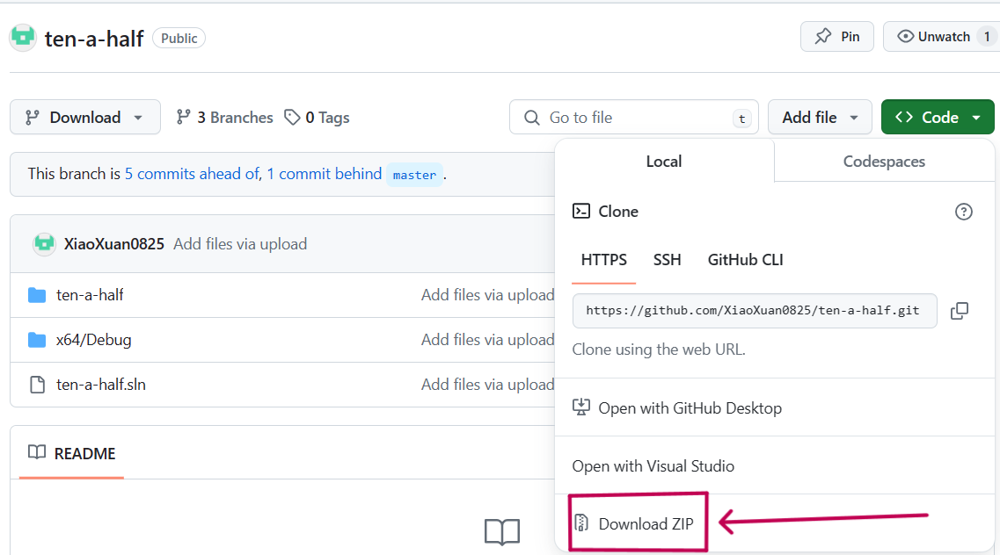 ten-a-half Public Pin Unwatch 1
Download 3 Branches 0 Tags Go to file t Add file Code
This branch is 5 commits ahead of, 1 commit behind master .
Local Codespaces
Clone
XiaoXuan0825 Add files via upload
HTTPS SSH GitHub CLI
ten-a-half Add files via upload
https://github.com/XiaoXuan0825/ten-a-half.git
x64/Debug Add files via upload
Clone using the web URL.
ten-a-half.sln Add files via upload
Open with GitHub Desktop
README
Open with Visual Studio
Download ZIP